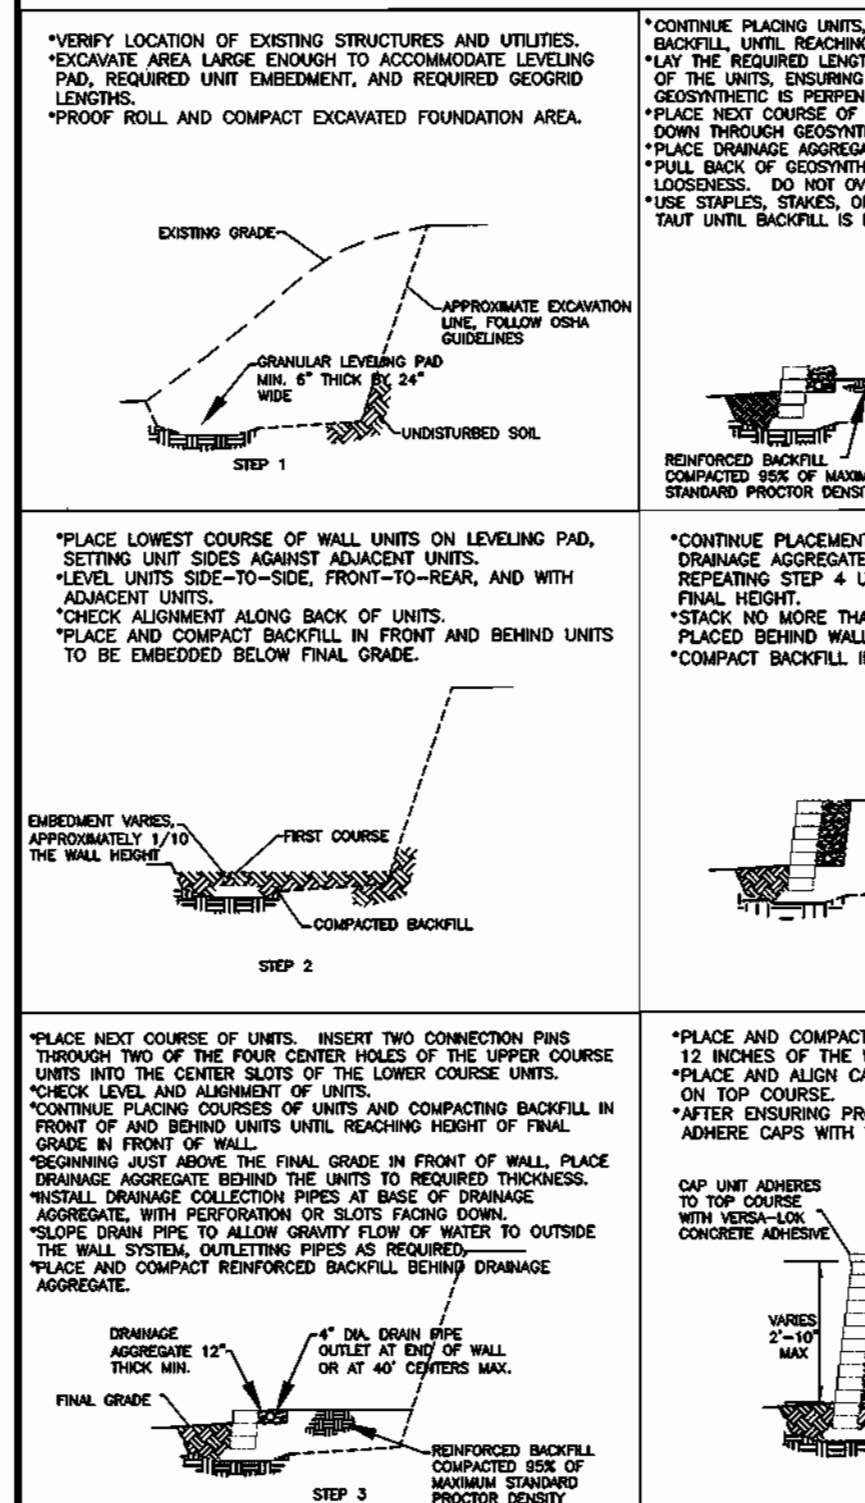 •VERIFY LOCATION OF EXISTING STRUCTURES AND UTILITIES.
•EXCAVATE AREA LARGE ENOUGH TO ACCOMMODATE LEVELING
PAD, REQUIRED UNIT EMBEDMENT, AND REQUIRED GEOGRID
LENGTHS.
•PROOF ROLL AND COMPACT EXCAVATED FOUNDATION AREA.
EXISTING GRADE
APPROXIMATE EXCAVATION
LINE, FOLLOW OSHA
GUIDELINES
GRANULAR LEVELING PAD
MIN. 6" THICK BY 24"
WIDE
UNDISTURBED SOIL
STEP 1
•CONTINUE PLACING UNITS,
BACKFILL, UNTIL REACHING
•LAY THE REQUIRED LENGT
OF THE UNITS, ENSURING
GEOSYNTHETIC IS PERPEN
•PLACE NEXT COURSE OF
DOWN THROUGH GEOSYNT
•PLACE DRAINAGE AGGREGA
•PULL BACK OF GEOSYNTH
LOOSENESS. DO NOT OV
•USE STAPLES, STAKES, O
TAUT UNTIL BACKFILL IS
REINFORCED BACKFILL
COMPACTED 95% OF MAXIM
STANDARD PROCTOR DENSI
•PLACE LOWEST COURSE OF WALL UNITS ON LEVELING PAD,
SETTING UNIT SIDES AGAINST ADJACENT UNITS.
•LEVEL UNITS SIDE-TO-SIDE, FRONT-TO-REAR, AND WITH
ADJACENT UNITS.
•CHECK ALIGNMENT ALONG BACK OF UNITS.
•PLACE AND COMPACT BACKFILL IN FRONT AND BEHIND UNITS
TO BE EMBEDDED BELOW FINAL GRADE.
EMBEDMENT VARIES,
APPROXIMATELY 1/10
THE WALL HEIGHT
FIRST COURSE
COMPACTED BACKFILL
STEP 2
•CONTINUE PLACEMENT
DRAINAGE AGGREGATE
REPEATING STEP 4 U
FINAL HEIGHT.
•STACK NO MORE THA
PLACED BEHIND WALL
•COMPACT BACKFILL I
•PLACE NEXT COURSE OF UNITS. INSERT TWO CONNECTION PINS
THROUGH TWO OF THE FOUR CENTER HOLES OF THE UPPER COURSE
UNITS INTO THE CENTER SLOTS OF THE LOWER COURSE UNITS.
•CHECK LEVEL AND ALIGNMENT OF UNITS.
•CONTINUE PLACING COURSES OF UNITS AND COMPACTING BACKFILL IN
FRONT OF AND BEHIND UNITS UNTIL REACHING HEIGHT OF FINAL
GRADE IN FRONT OF WALL.
•BEGINNING JUST ABOVE THE FINAL GRADE IN FRONT OF WALL, PLACE
DRAINAGE AGGREGATE BEHIND THE UNITS TO REQUIRED THICKNESS.
•INSTALL DRAINAGE COLLECTION PIPES AT BASE OF DRAINAGE
AGGREGATE, WITH PERFORATION OR SLOTS FACING DOWN.
•SLOPE DRAIN PIPE TO ALLOW GRAVITY FLOW OF WATER TO OUTSIDE
THE WALL SYSTEM, OUTLETTING PIPES AS REQUIRED.
•PLACE AND COMPACT REINFORCED BACKFILL BEHIND DRAINAGE
AGGREGATE.
DRAINAGE
AGGREGATE 12"
THICK MIN.
4" DIA. DRAIN PIPE
OUTLET AT END OF WALL
OR AT 40' CENTERS MAX.
FINAL GRADE
REINFORCED BACKFILL
COMPACTED 95% OF
MAXIMUM STANDARD
PROCTOR DENSITY
STEP 3
•PLACE AND COMPACT
12 INCHES OF THE
•PLACE AND ALIGN CA
ON TOP COURSE.
•AFTER ENSURING PR
ADHERE CAPS WITH
CAP UNIT ADHERES
TO TOP COURSE
WITH VERSA-LOK
CONCRETE ADHESIVE
VARIES
2'-10"
MAX